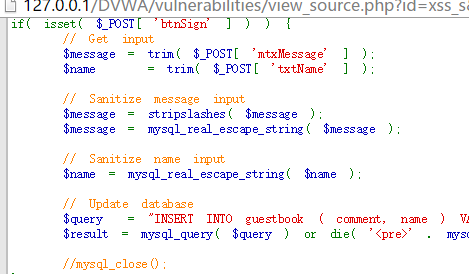 127.0.0.1/DVWA/vulnerabilities/view_source.php?id=xss_s
if( isset( $_POST[ 'btnSign' ] ) ) {
// Get input
$message = trim( $_POST[ 'mtxMessage' ] );
$name = trim( $_POST[ 'txtName' ] );
// Sanitize message input
$message = stripslashes( $message );
$message = mysql_real_escape_string( $message );
// Sanitize name input
$name = mysql_real_escape_string( $name );
// Update database
$query = "INSERT INTO guestbook ( comment, name ) VA
$result = mysql_query( $query ) or die( '<pre>' . mysq
//mysql_close();